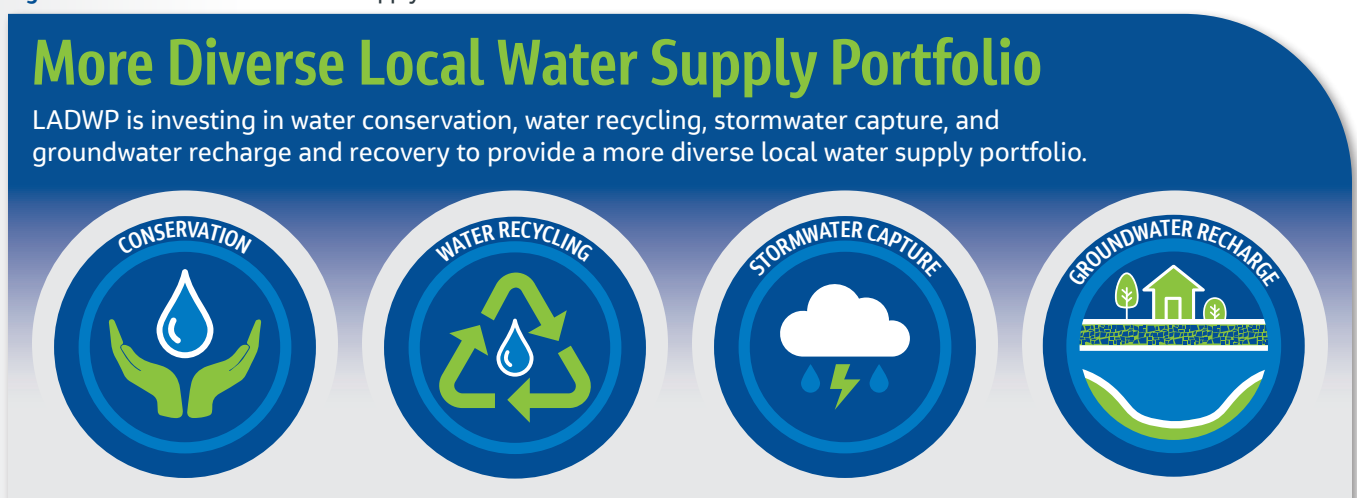 More Diverse Local Water Supply Portfolio
LADWP is investing in water conservation, water recycling, stormwater capture, and
groundwater recharge and recovery to provide a more diverse local water supply portfolio.
CONSERVATION
WATER RECYCLING
STORMWATER CAPTURE
GROUNDWATER RECHARGE